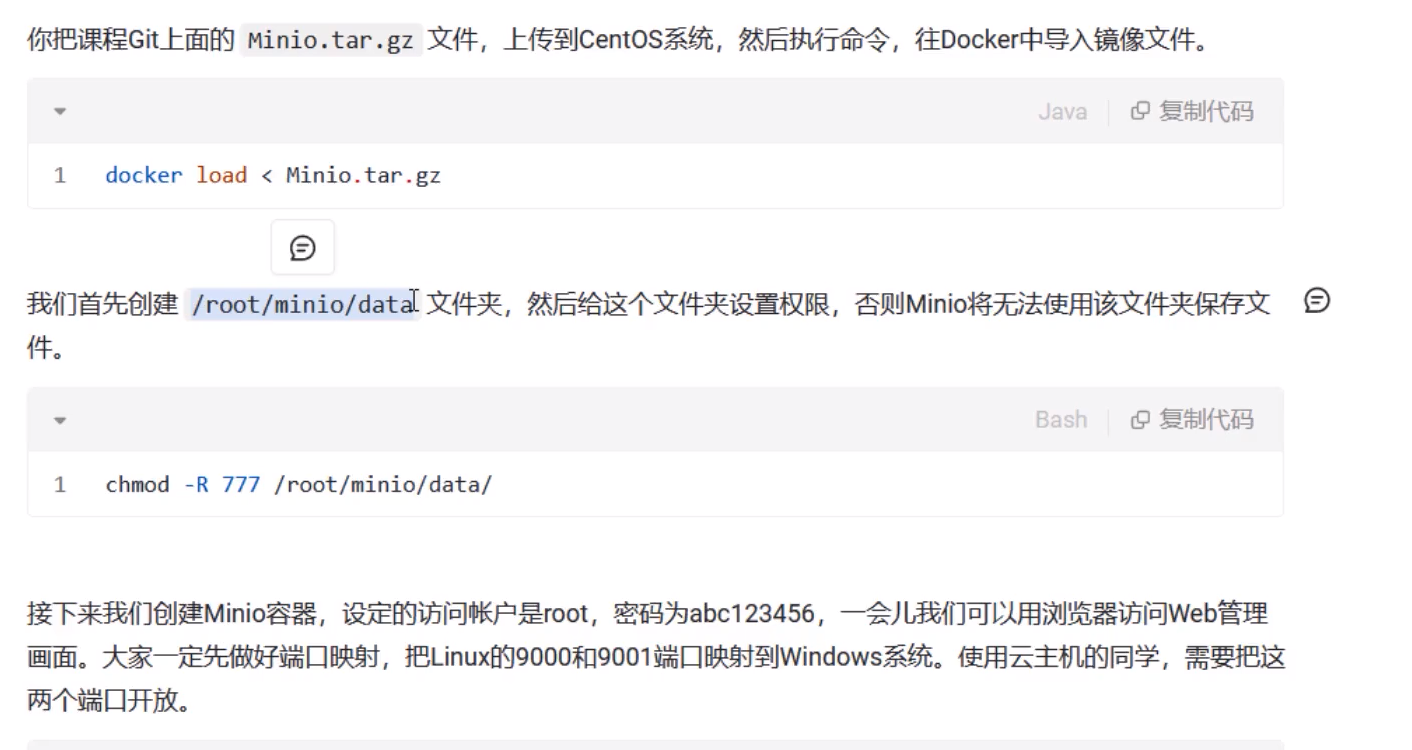 你把课程Git上面的 Minio.tar.gz 文件，上传到CentOS系统，然后执行命令，往Docker中导入镜像文件。
Java 复制代码
1 docker load < Minio.tar.gz
我们首先创建 /root/minio/data 文件夹，然后给这个文件夹设置权限，否则Minio将无法使用该文件夹保存文
件。
Bash 复制代码
1 chmod -R 777 /root/minio/data/
接下来我们创建Minio容器，设定的访问帐户是root，密码为abc123456，一会儿我们可以用浏览器访问Web管理
画面。大家一定先做好端口映射，把Linux的9000和9001端口映射到Windows系统。使用云主机的同学，需要把这
两个端口开放。